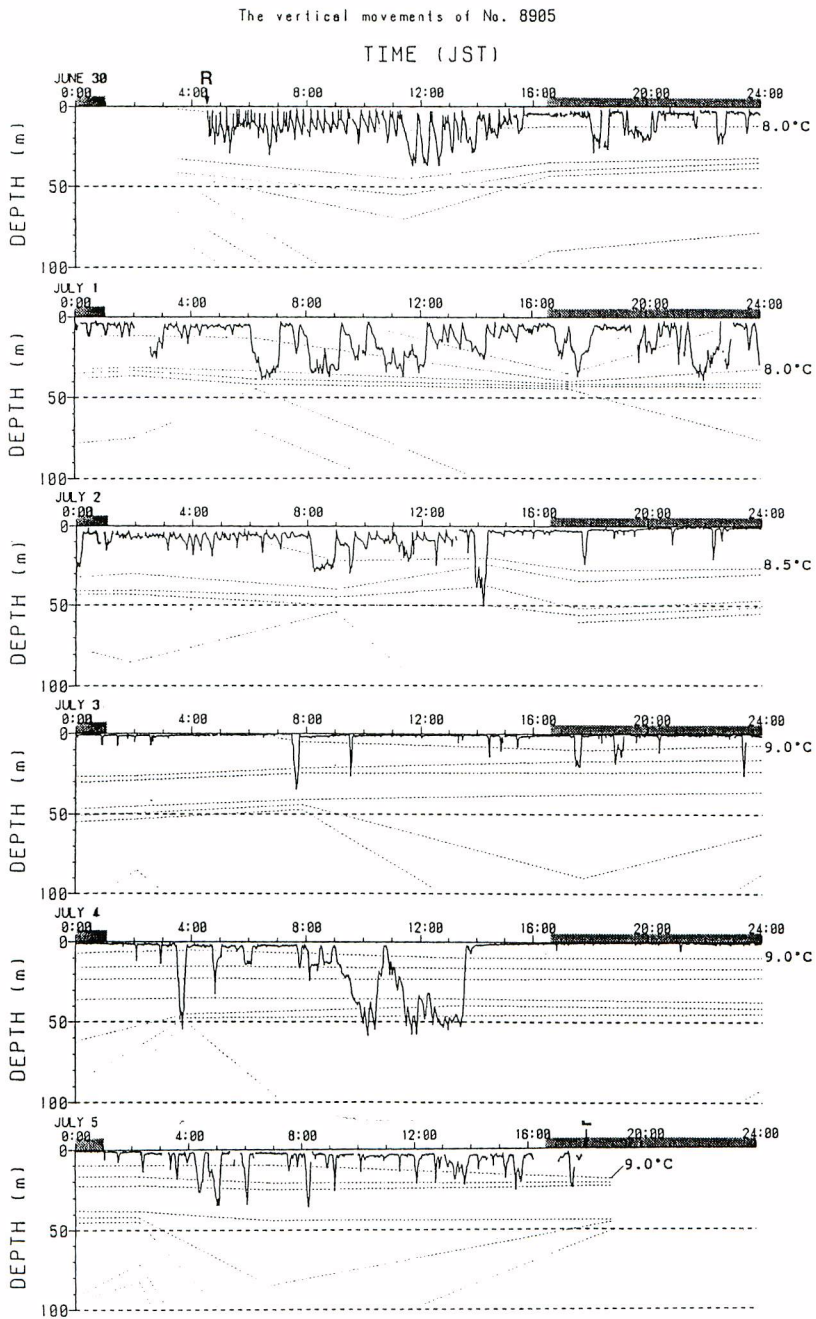 The vertical movements of No. 8905
TIME (JST)
JUNE 30
R
0:00 4:00 8:00 12:00 16:00 20:00 24:00
0
50
100
DEPTH (m)
8.0°C
JULY 1
0:00 4:00 8:00 12:00 16:00 20:00 24:00
0
50
100
DEPTH (m)
8.0°C
JULY 2
0:00 4:00 8:00 12:00 16:00 20:00 24:00
0
50
100
DEPTH (m)
8.5°C
JULY 3
0:00 4:00 8:00 12:00 16:00 20:00 24:00
0
50
100
DEPTH (m)
9.0°C
JULY 4
0:00 4:00 8:00 12:00 16:00 20:00 24:00
0
50
100
DEPTH (m)
9.0°C
JULY 5
0:00 4:00 8:00 12:00 16:00 20:00 24:00
0
50
100
DEPTH (m)
9.0°C